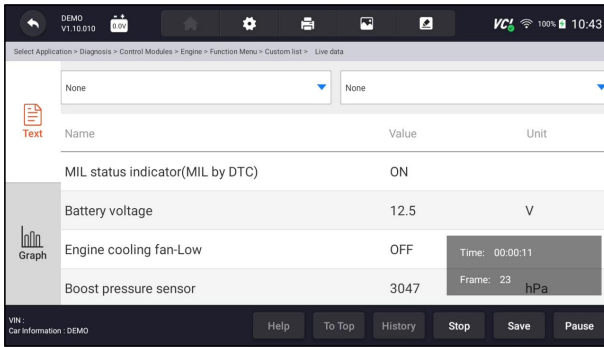 DEMO
V1.10.010
0.0V
VCI
100%
10:43
Select Application > Diagnosis > Control Modules > Engine > Function Menu > Custom list > Live data
None
None
Text
Name Value Unit
MIL status indicator(MIL by DTC) ON
Battery voltage 12.5 V
Graph
Engine cooling fan-Low OFF
Time: 00:00:11
Frame: 23
Boost pressure sensor 3047 hPa
VIN :
Car Information : DEMO
Help
To Top
History
Stop
Save
Pause